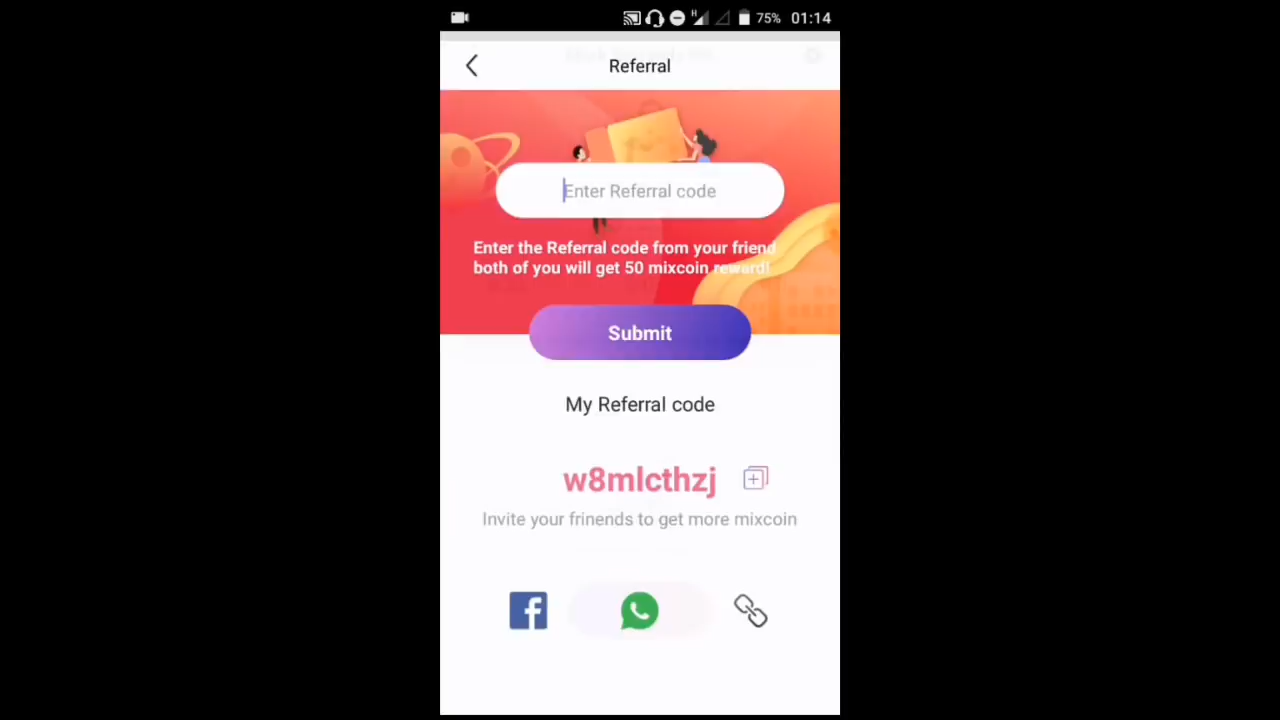 75% 01:14
Referral
Enter Referral code
Enter the Referral code from your friend
both of you will get 50 mixcoin reward!
Submit
My Referral code
w8mlcthzj
Invite your frinends to get more mixcoin